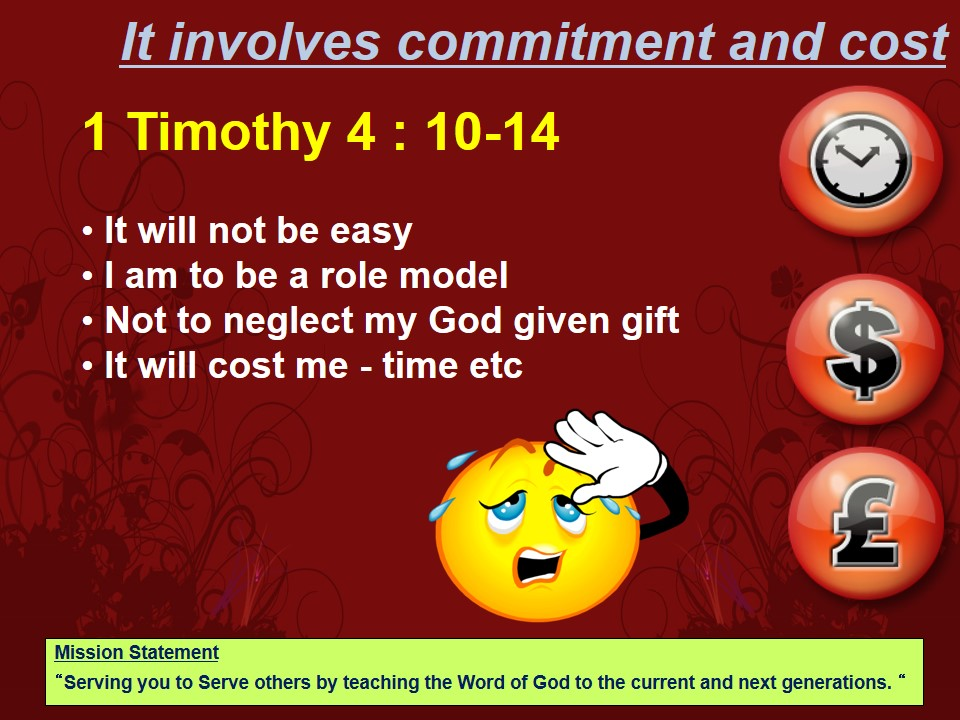 It involves commitment and cost
1 Timothy 4 : 10-14
• It will not be easy
• I am to be a role model
• Not to neglect my God given gift
• It will cost me - time etc
$
£
Mission Statement
“Serving you to Serve others by teaching the Word of God to the current and next generations. “